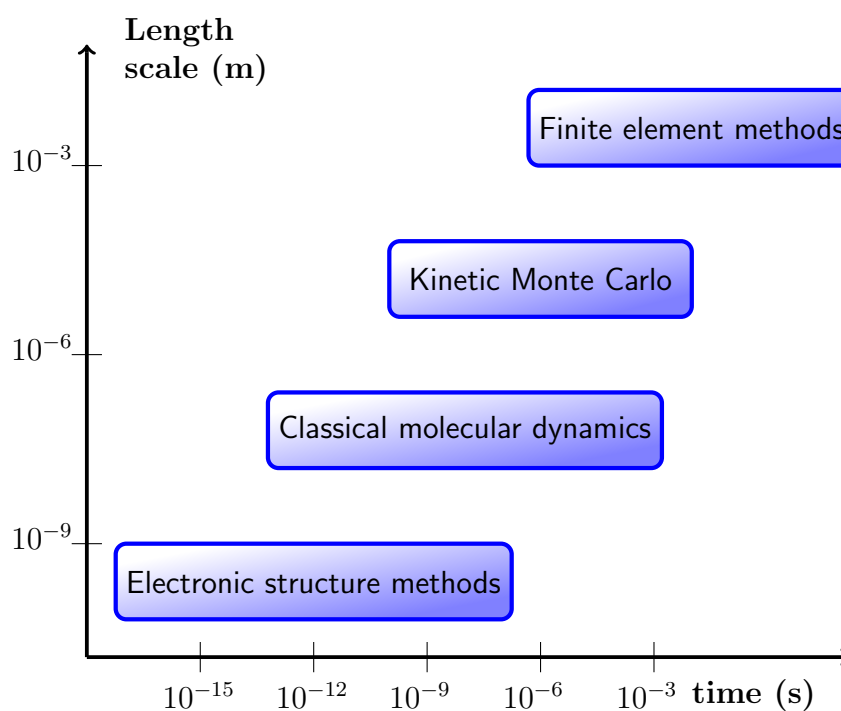 Length
scale (m)
Finite element methods
10⁻³
Kinetic Monte Carlo
10⁻⁶
Classical molecular dynamics
10⁻⁹
Electronic structure methods
10⁻¹⁵ 10⁻¹² 10⁻⁹ 10⁻⁶ 10⁻³ time (s)